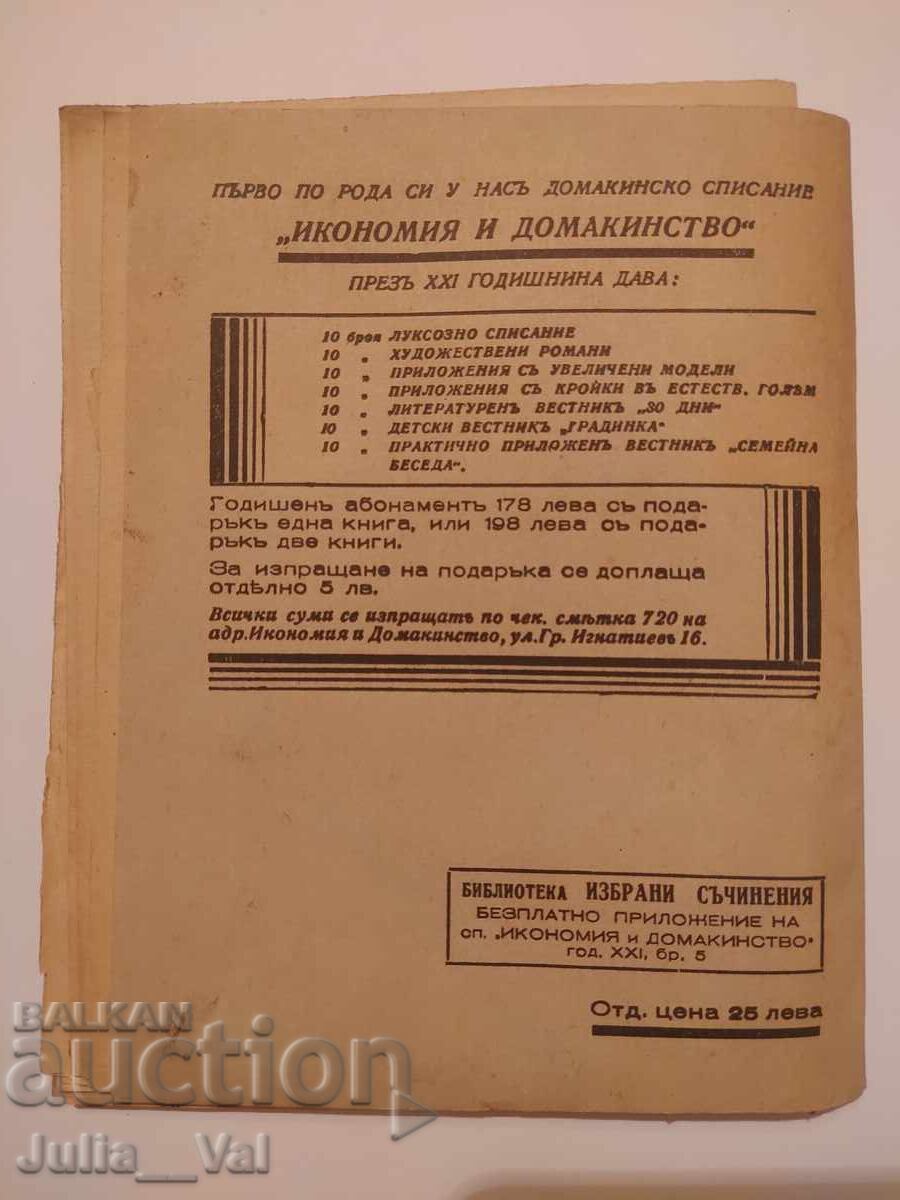 ПЪРВО ПО РОДА СИ У НАСЪ ДОМАКИНСКО СПИСАНИЕ
„ИКОНОМИЯ И ДОМАКИНСТВО“
ПРЕЗЪ XXI ГОДИШНИНА ДАВА:
10 броя ЛУКСОЗНО СПИСАНИЕ
10 „ ХУДОЖЕСТВЕНИ РОМАНИ
10 „ ПРИЛОЖЕНИЯ СЪ УВЕЛИЧЕНИ МОДЕЛИ
10 „ ПРИЛОЖЕНИЯ СЪ КРОЙКИ ВЪ ЕСТЕСТВ. ГОЛѢМ
10 „ ЛИТЕРАТУРЕНЪ ВЕСТНИКЪ „30 ДНИ“
10 „ ДЕТСКИ ВЕСТНИКЪ „ГРАДИНКА“
10 „ ПРАКТИЧНО ПРИЛОЖЕНЪ ВЕСТНИКЪ „СЕМЕЙНА
БЕСЕДА“.
Годишенъ абонаментъ 178 лева съ пода-
ръкъ една книга, или 198 лева съ пода-
ръкъ две книги.
За изпращане на подаръка се доплаща
отдѣлно 5 лв.
Всички суми се изпращатъ по чек. смѣтка 720 на
адр.Икономия и Домакинство, ул.Гр. Игнатиевъ 16.
БИБЛИОТЕКА ИЗБРАНИ СЪЧИНЕНИЯ
БЕЗПЛАТНО ПРИЛОЖЕНИЕ НА
сп. „ИКОНОМИЯ и ДОМАКИНСТВО“
год. XXI, бр. 5
Отд. цена 25 лева
BALKAN
auction
Julia__Val